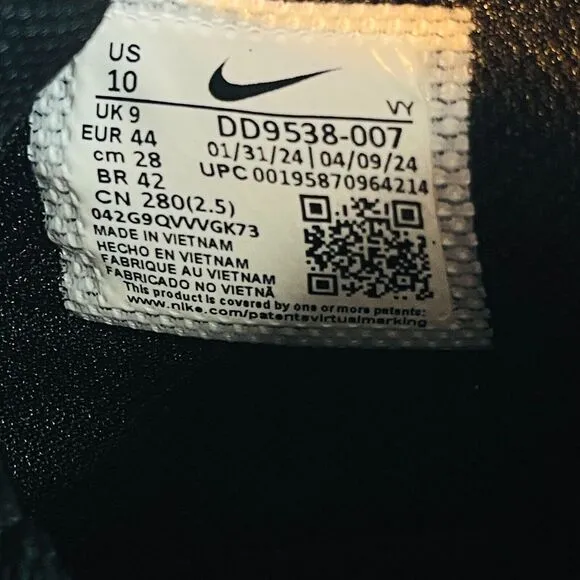 US
10
VY
UK 9
EUR 44
cm 28
BR 42
CN 280(2.5)
042G9QVVVGK73
MADE IN VIETNAM
HECHO EN VIETNAM
FABRIQUE AU VIETNAM
FABRICADO NO VIETNÃ
DD9538-007
01/31/24 | 04/09/24
UPC 00195870964214
This product is covered by one or more patents:
www.nike.com/patentsvirtualmarking